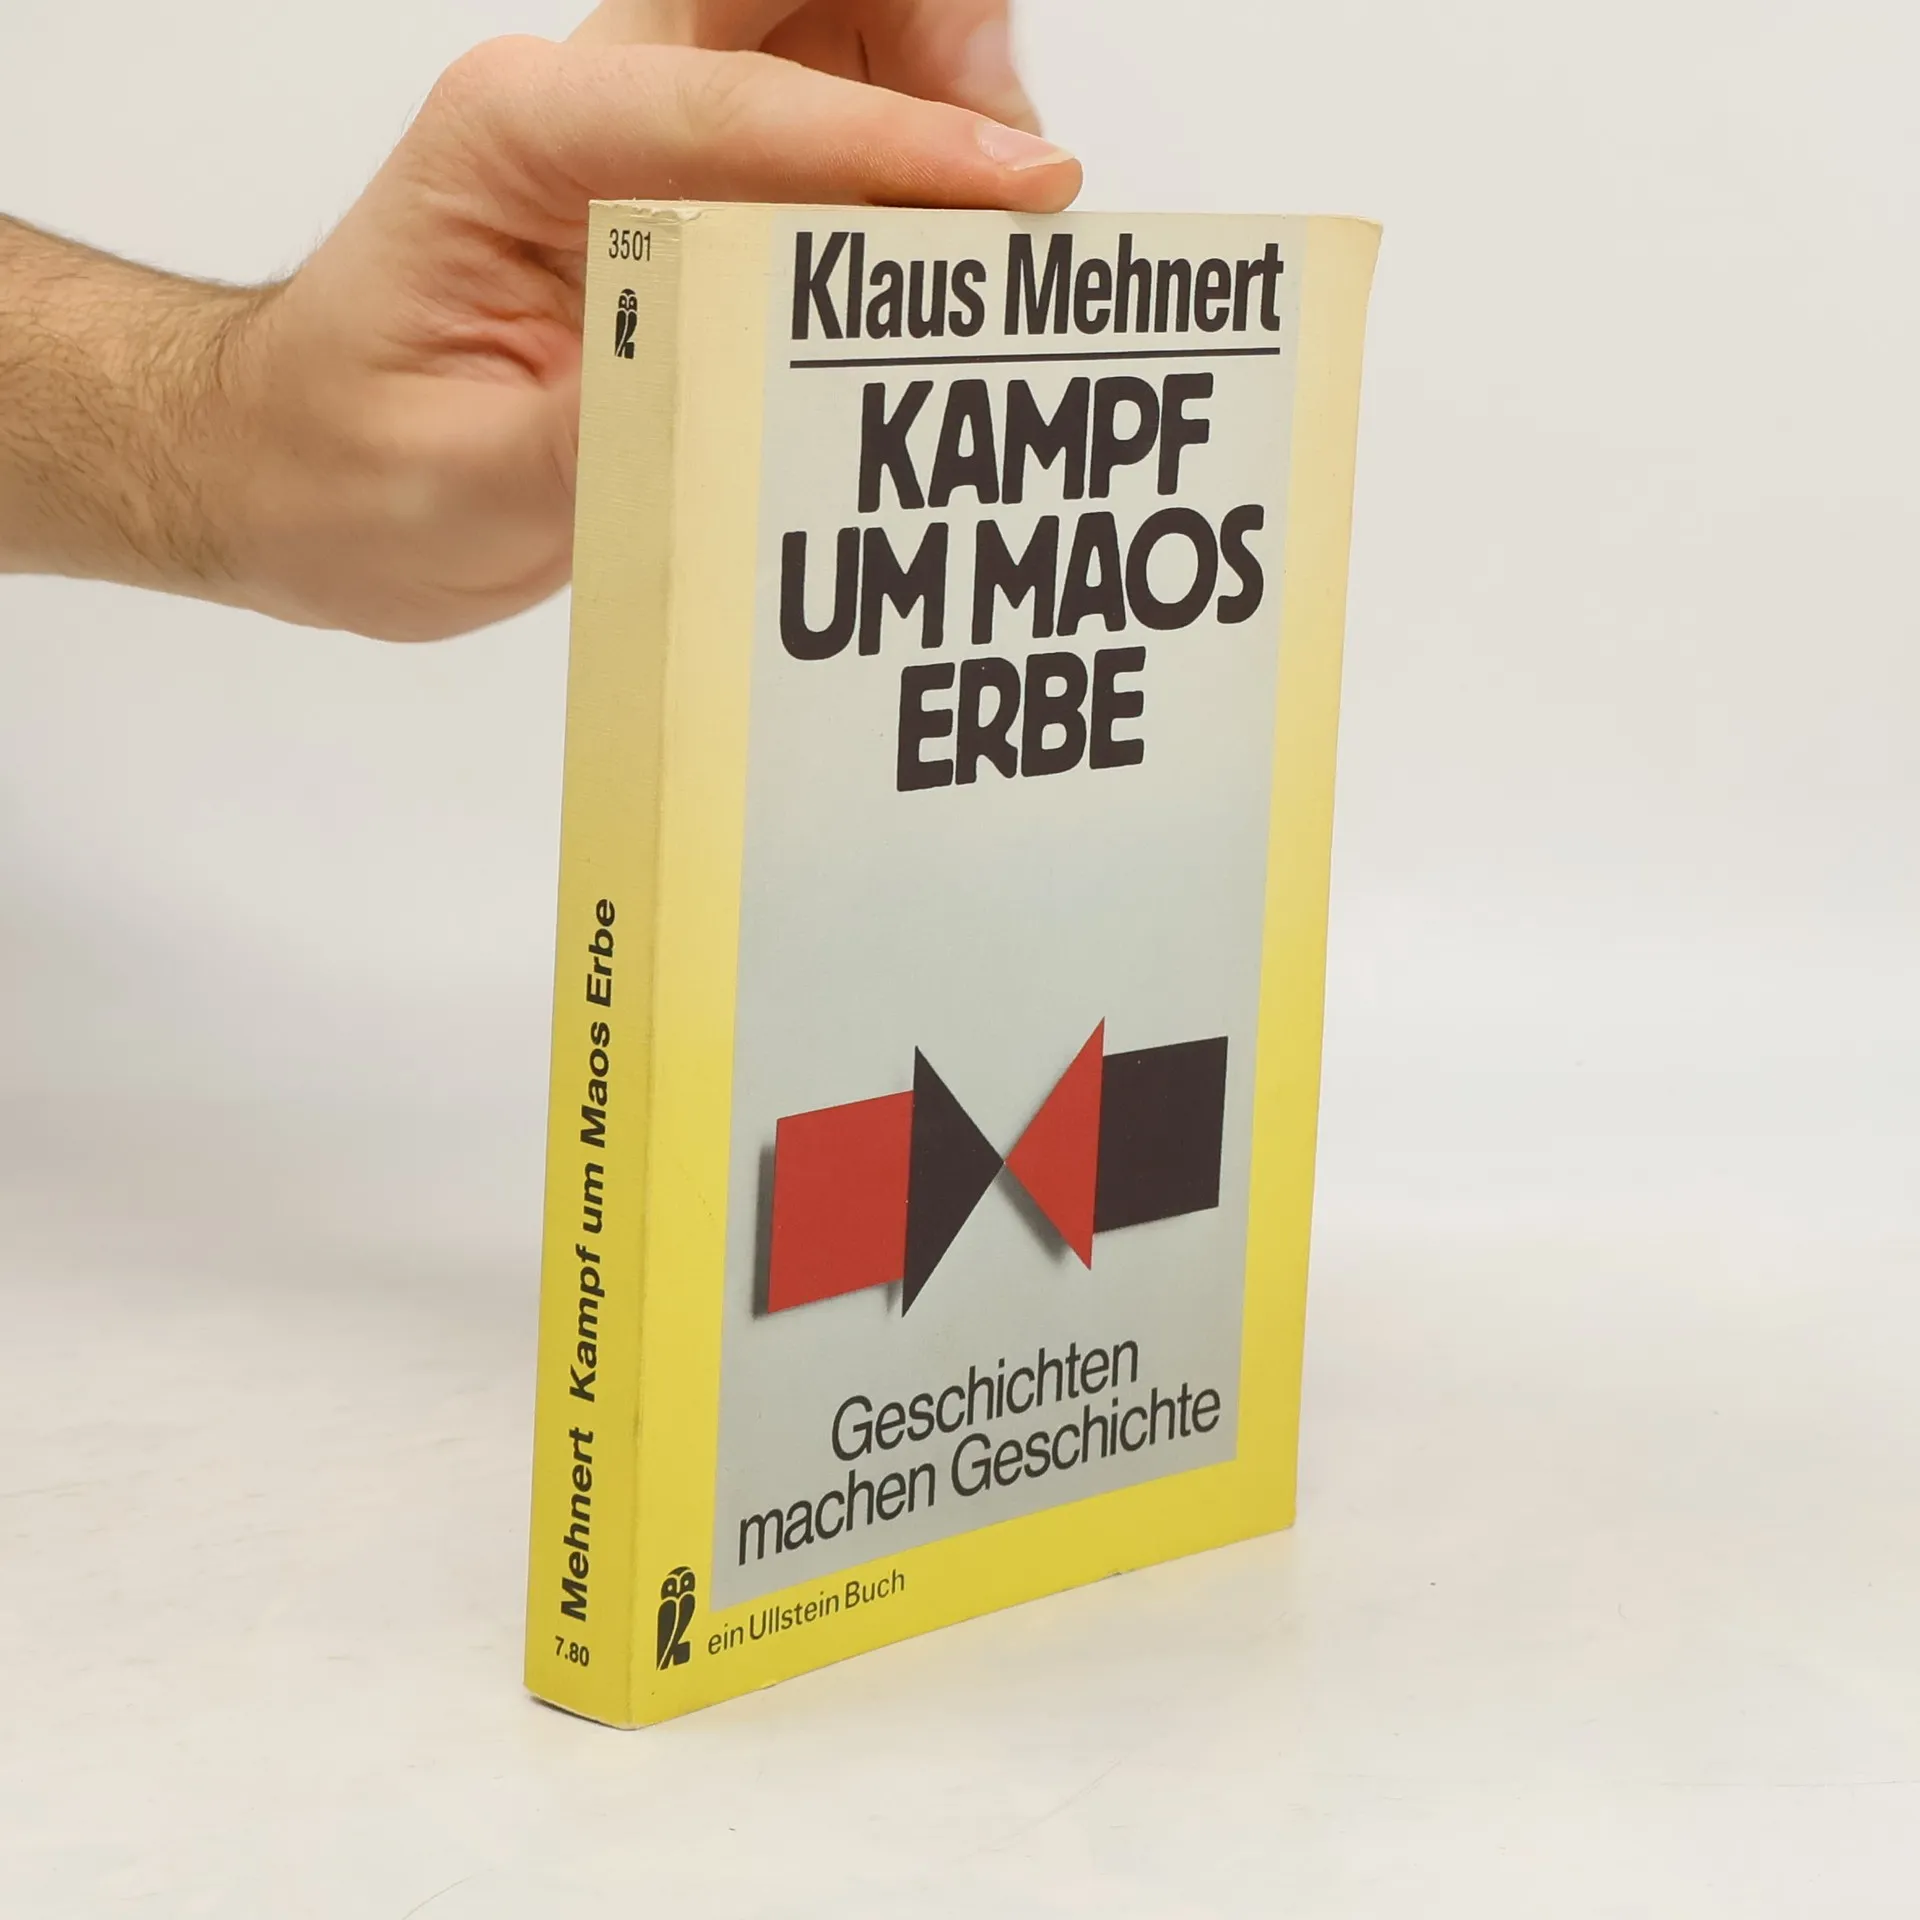 3501
Mehnert Kampf um Maos Erbe
7.80
Klaus Mehnert
KAMPF
UM MAOS
ERBE
Geschichten
machen Geschichte
ein Ullstein Buch